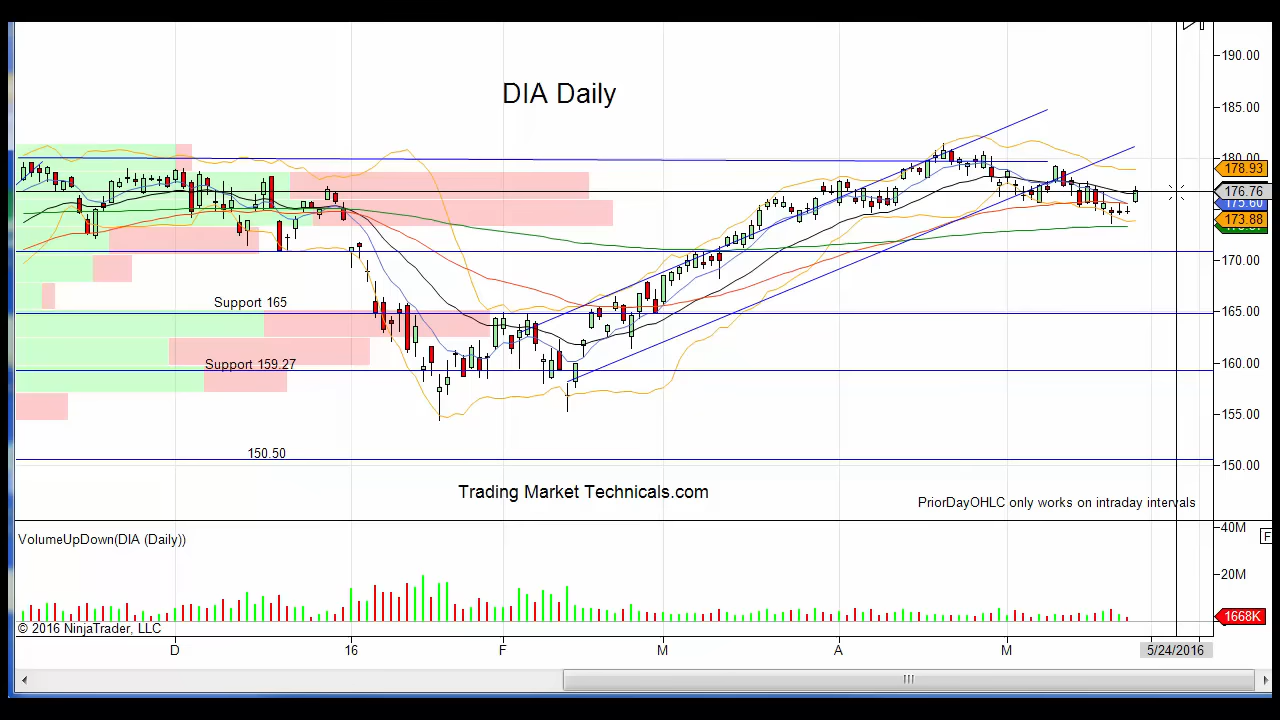 190.00
DIA Daily
185.00
180.00
178.93
176.76
175.60
173.88
170.00
Support 165
165.00
Support 159.27
160.00
155.00
150.50
150.00
Trading Market Technicals.com
PriorDayOHLC only works on intraday intervals
40M
VolumeUpDown(DIA (Daily))
F
20M
1668K
© 2016 NinjaTrader, LLC
D 16 F M A M 5/24/2016